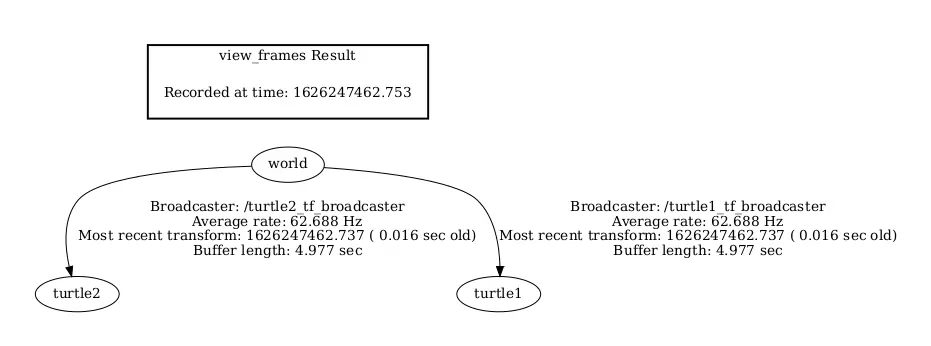 view_frames Result
Recorded at time: 1626247462.753
world
Broadcaster: /turtle2_tf_broadcaster
Average rate: 62.688 Hz
Most recent transform: 1626247462.737 ( 0.016 sec old)
Buffer length: 4.977 sec
Broadcaster: /turtle1_tf_broadcaster
Average rate: 62.688 Hz
Most recent transform: 1626247462.737 ( 0.016 sec old)
Buffer length: 4.977 sec
turtle2
turtle1